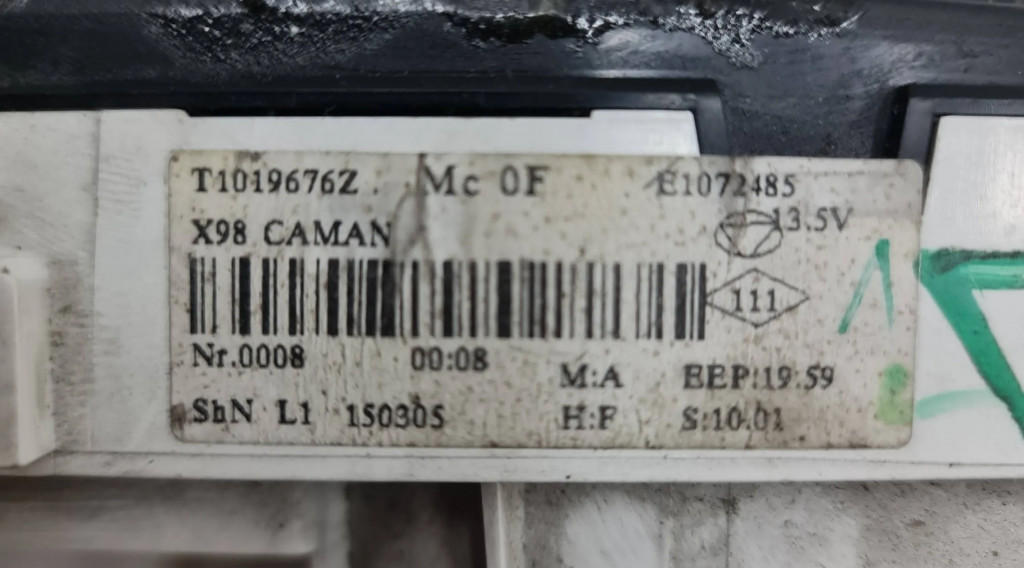 T1019676Z Mc 0F E1072485
X98 CAMAN 13.5V
111
Nr.0008 00:08
M:A EEP:19.59
ShN L1 150305 H:F S:10.01